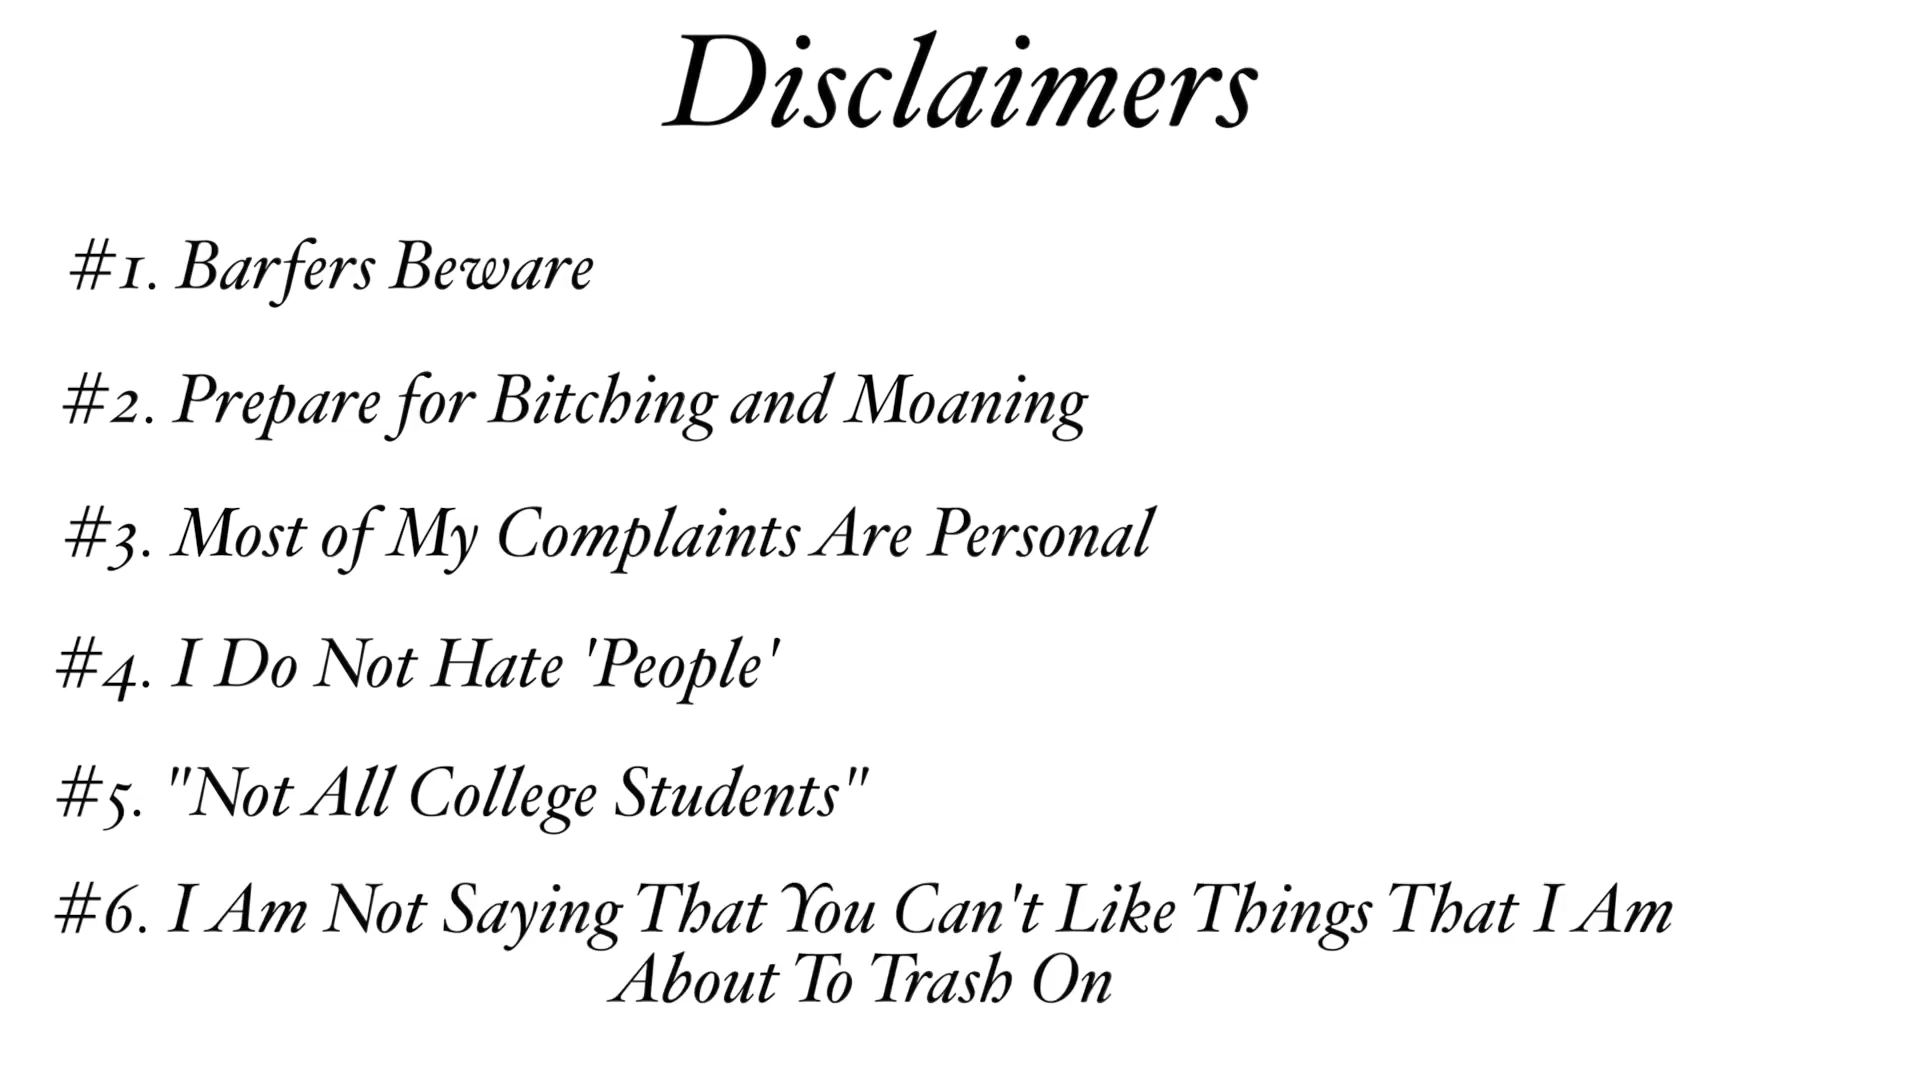 Disclaimers
#1. Barfers Beware
#2. Prepare for Bitching and Moaning
#3. Most of My Complaints Are Personal
#4. I Do Not Hate 'People'
#5. "Not All College Students"
#6. I Am Not Saying That You Can't Like Things That I Am
About To Trash On